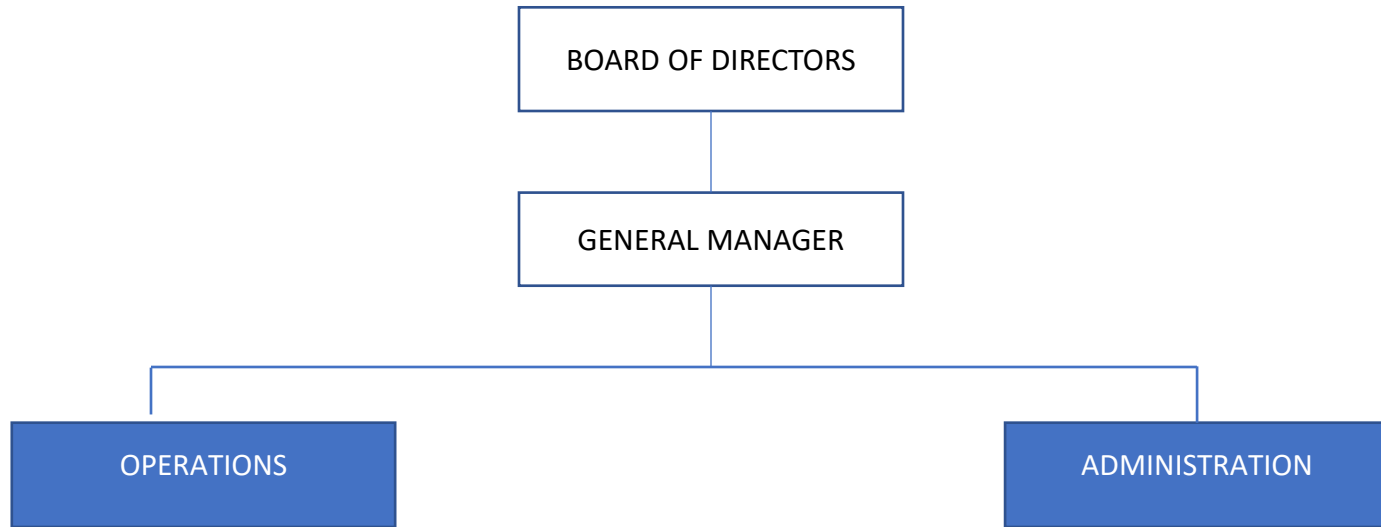 BOARD OF DIRECTORS
GENERAL MANAGER
OPERATIONS
ADMINISTRATION